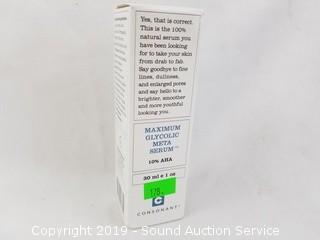 Yes, that is correct.
This is the 100%
natural serum you
have been looking
for to take your skin
from drab to fab.
Say goodbye to fine
lines, dullness,
and enlarged pores
and say hello to a
brighter, smoother
and more youthful
looking you.
MAXIMUM
GLYCOLIC
META
SERUM™
10% AHA
30 ml e 1 oz
178
C
CONSONANT
Copyright 2019 - Sound Auction Service